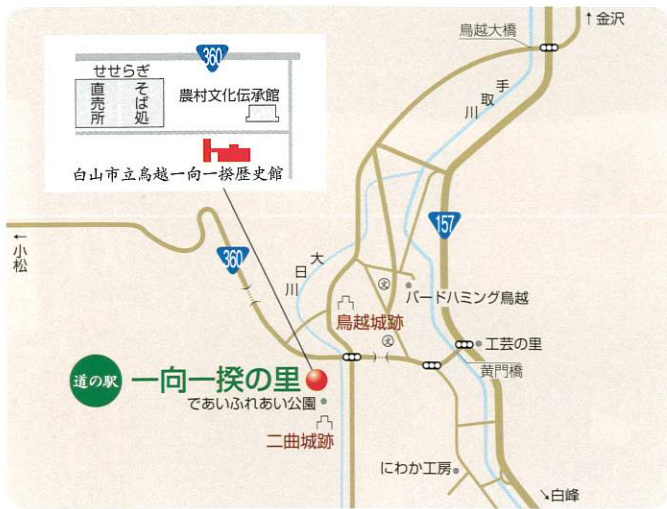 360
せせらぎ
そば処
直売所
農村文化伝承館
白山市立鳥越一向一揆歴史館
↑金沢
鳥越大橋
手取川
157
←小松
360
大日川
文
バードハミング鳥越
鳥越城跡
文
工芸の里
黄門橋
道の駅 一向一揆の里
であいふれあい公園
二曲城跡
にわか工房
↘白峰